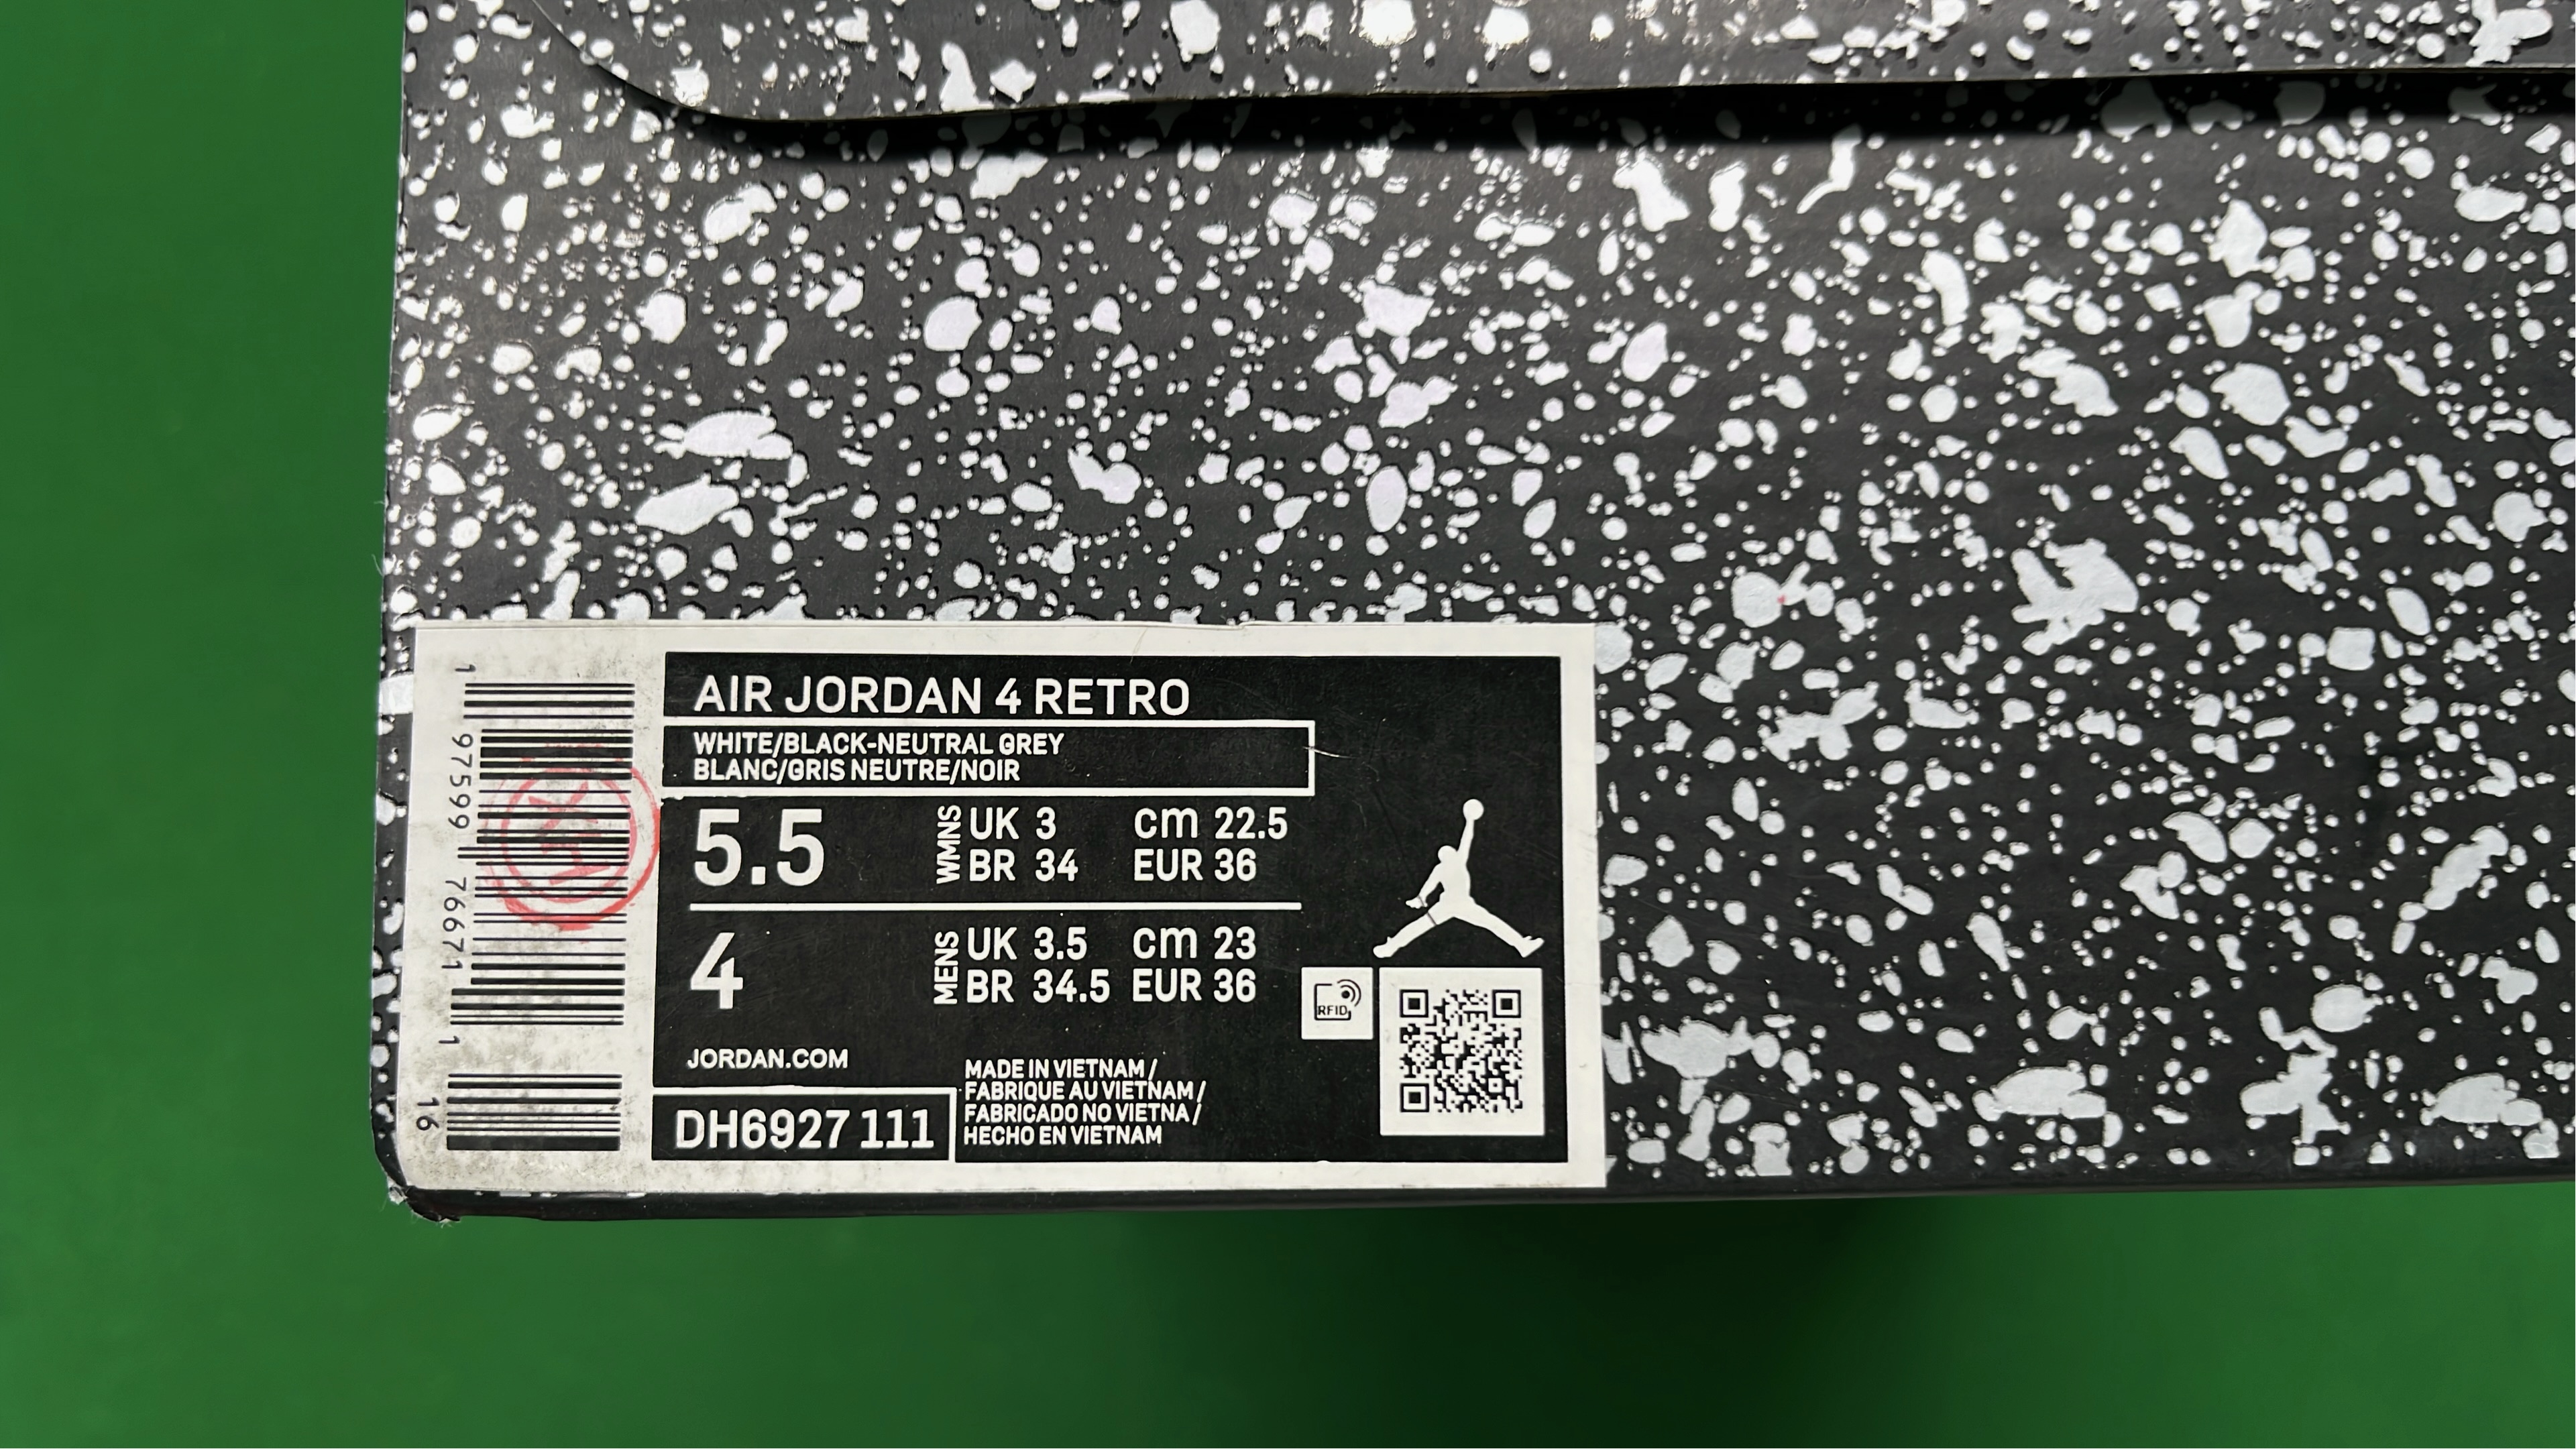 AIR JORDAN 4 RETRO
WHITE/BLACK-NEUTRAL GREY
BLANC/GRIS NEUTRE/NOIR
5.5 WMNS UK 3 cm 22.5
BR 34 EUR 36
4 MENS UK 3.5 cm 23
BR 34.5 EUR 36
RFID
JORDAN.COM
MADE IN VIETNAM /
FABRIQUE AU VIETNAM /
FABRICADO NO VIETNA /
HECHO EN VIETNAM
DH6927 111
1 97599 76671 1
16
HK